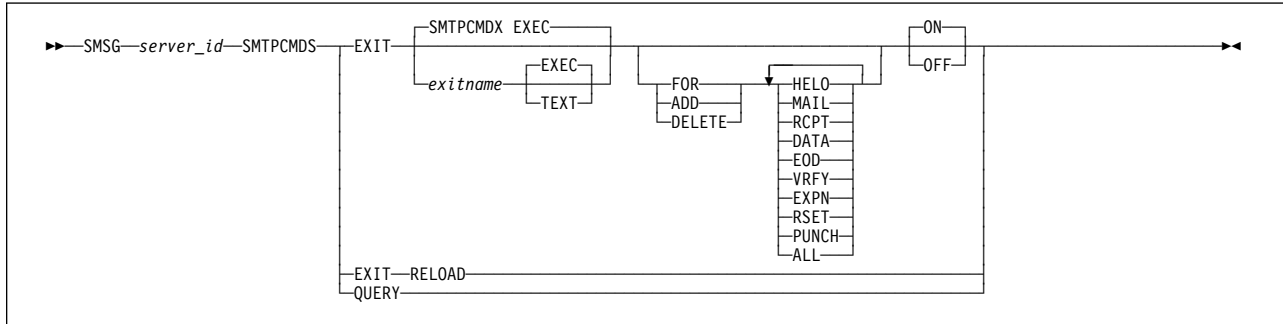 SMTPCMDX EXEC ON
SMSG server_id SMTPCMDS EXIT
EXEC OFF
exitname FOR HELO
TEXT ADD MAIL
DELETE RCPT
DATA
EOD
VRFY
EXPN
RSET
PUNCH
ALL
EXIT RELOAD
QUERY